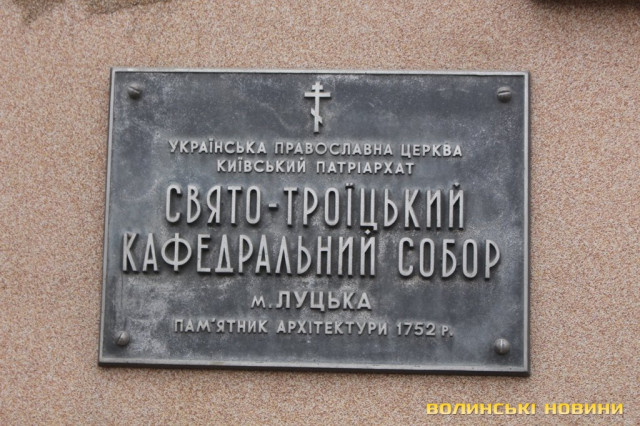 УКРАЇНСЬКА ПРАВОСЛАВНА ЦЕРКВА
КИЇВСЬКИЙ ПАТРІАРХАТ
СВЯТО-ТРОЇЦЬКИЙ
КАФЕДРАЛЬНИЙ СОБОР
м. ЛУЦЬКА
ПАМ'ЯТНИК АРХІТЕКТУРИ 1752 р.
ВОЛИНСЬКІ НОВИНИ